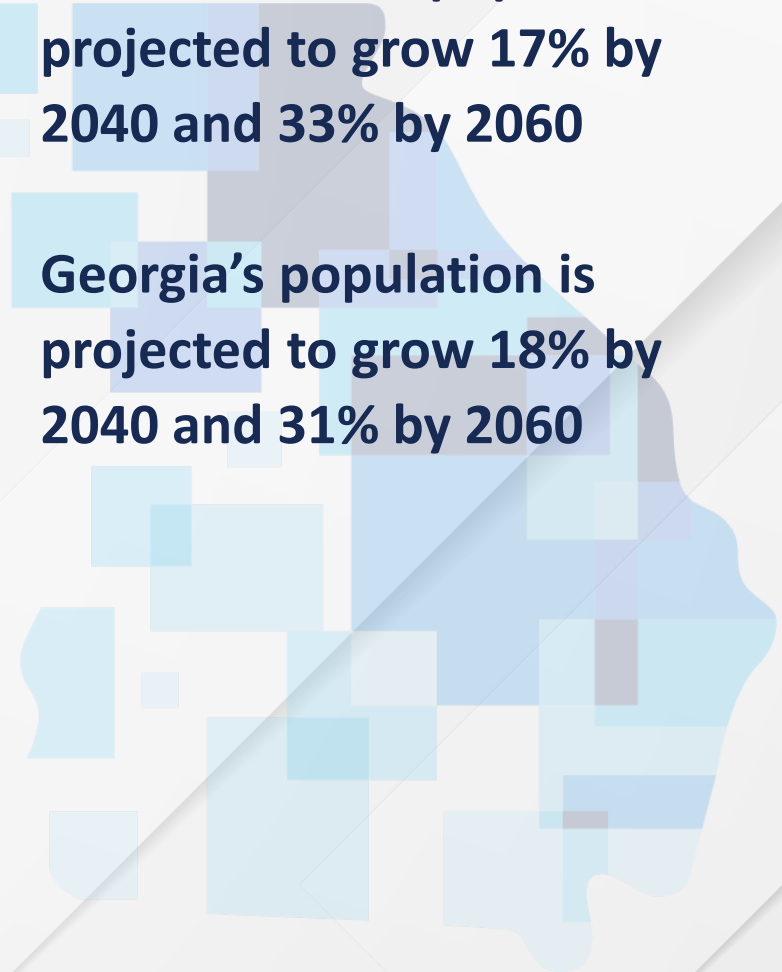 projected to grow 17% by
2040 and 33% by 2060
Georgia’s population is
projected to grow 18% by
2040 and 31% by 2060